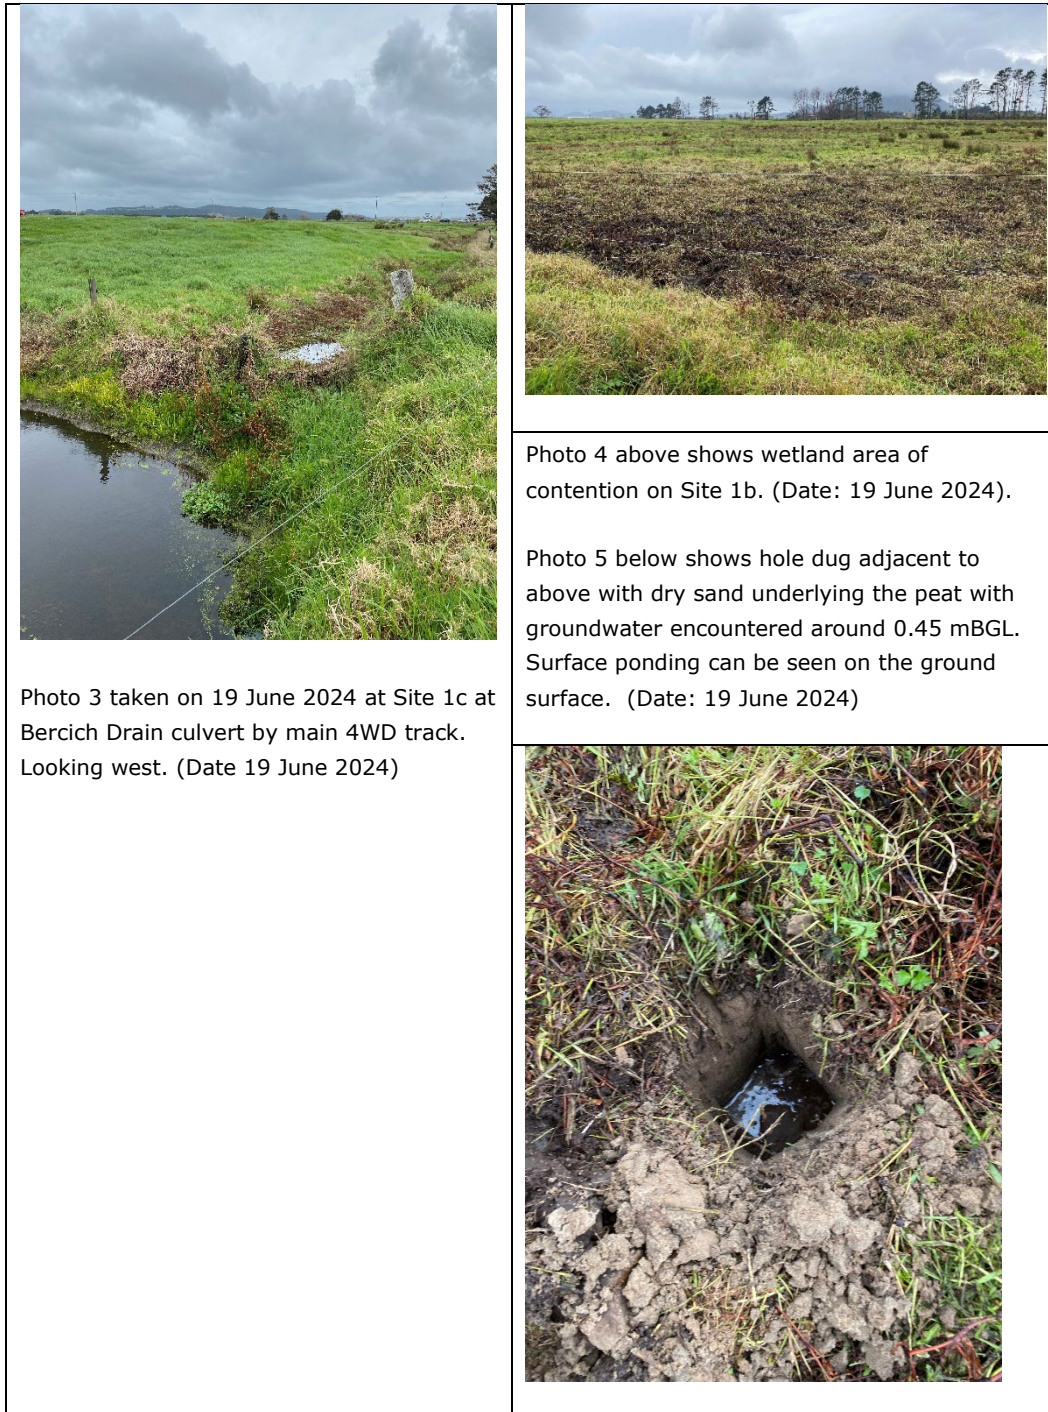 Photo 3 taken on 19 June 2024 at Site 1c at
Bercich Drain culvert by main 4WD track.
Looking west. (Date 19 June 2024)
Photo 4 above shows wetland area of
contention on Site 1b. (Date: 19 June 2024).
Photo 5 below shows hole dug adjacent to
above with dry sand underlying the peat with
groundwater encountered around 0.45 mBGL.
Surface ponding can be seen on the ground
surface.  (Date: 19 June 2024)